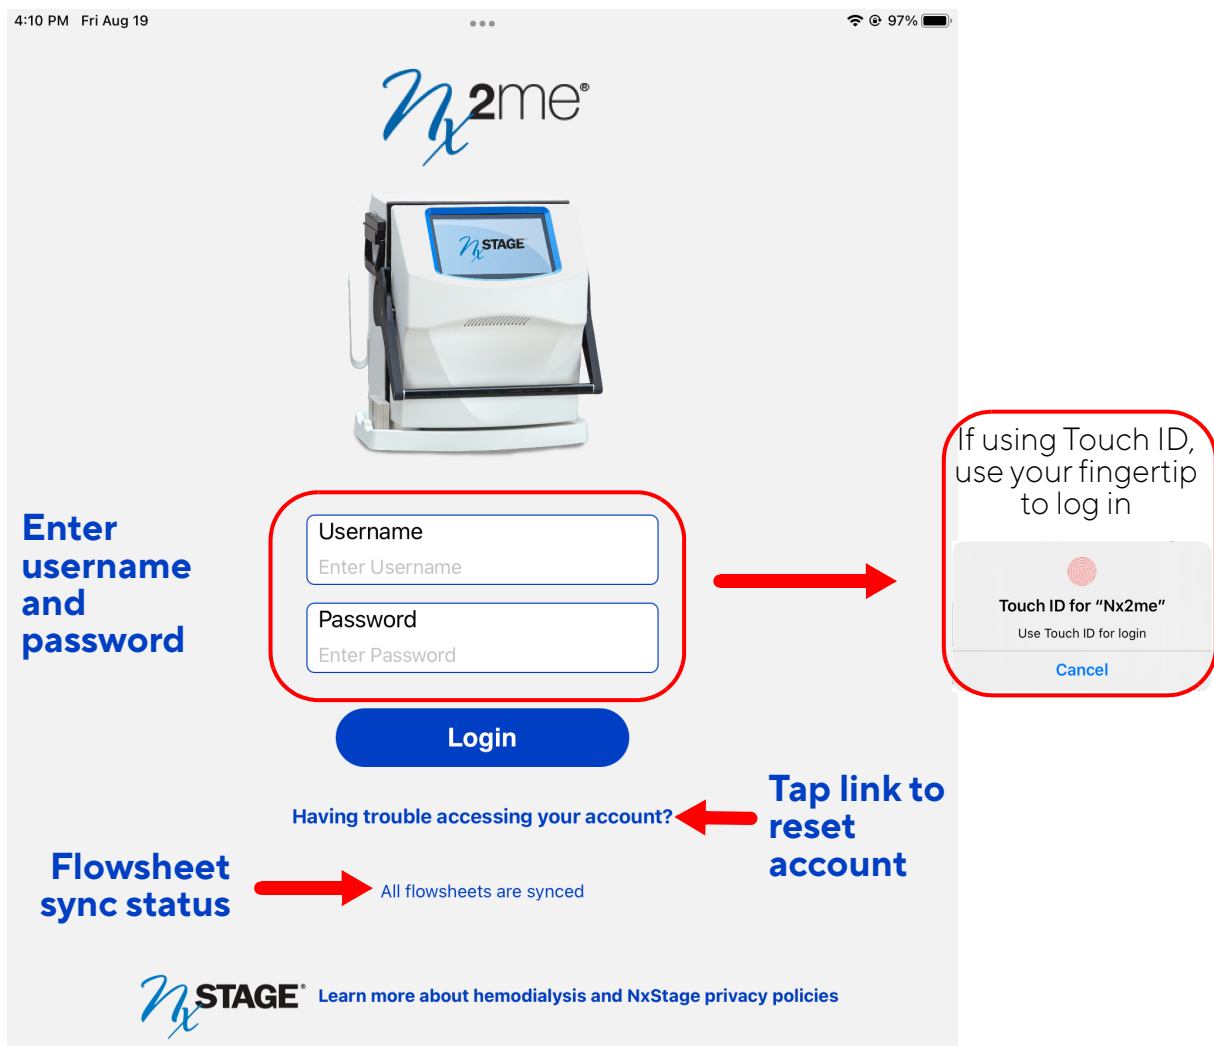 4:10 PM Fri Aug 19
97%
Nx2me®
NxSTAGE
If using Touch ID,
use your fingertip
to log in
Enter
username
and
password
Username
Enter Username
Password
Enter Password
Touch ID for “Nx2me”
Use Touch ID for login
Cancel
Login
Having trouble accessing your account?
Tap link to
reset
account
Flowsheet
sync status
All flowsheets are synced
NxSTAGE® Learn more about hemodialysis and NxStage privacy policies